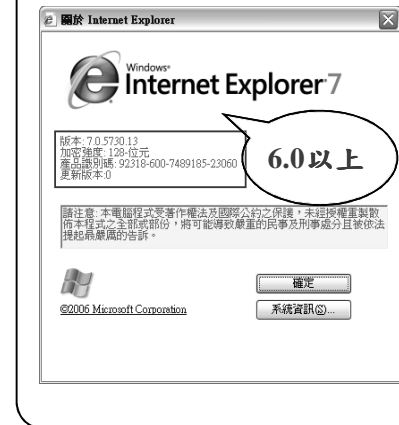 關於 Internet Explorer
Windows®
Internet Explorer 7
版本: 7.0.5730.13
加密強度: 128-位元
產品識別碼: 92318-600-7489185-23060
更新版本:0
6.0以上
請注意: 本電腦程式受著作權法及國際公約之保護，未經授權重製散
佈本程式之全部或部份，將可能導致嚴重的民事及刑事處分且被依法
提起最嚴厲的告訴。
確定
©2006 Microsoft Corporation
系統資訊(S)...